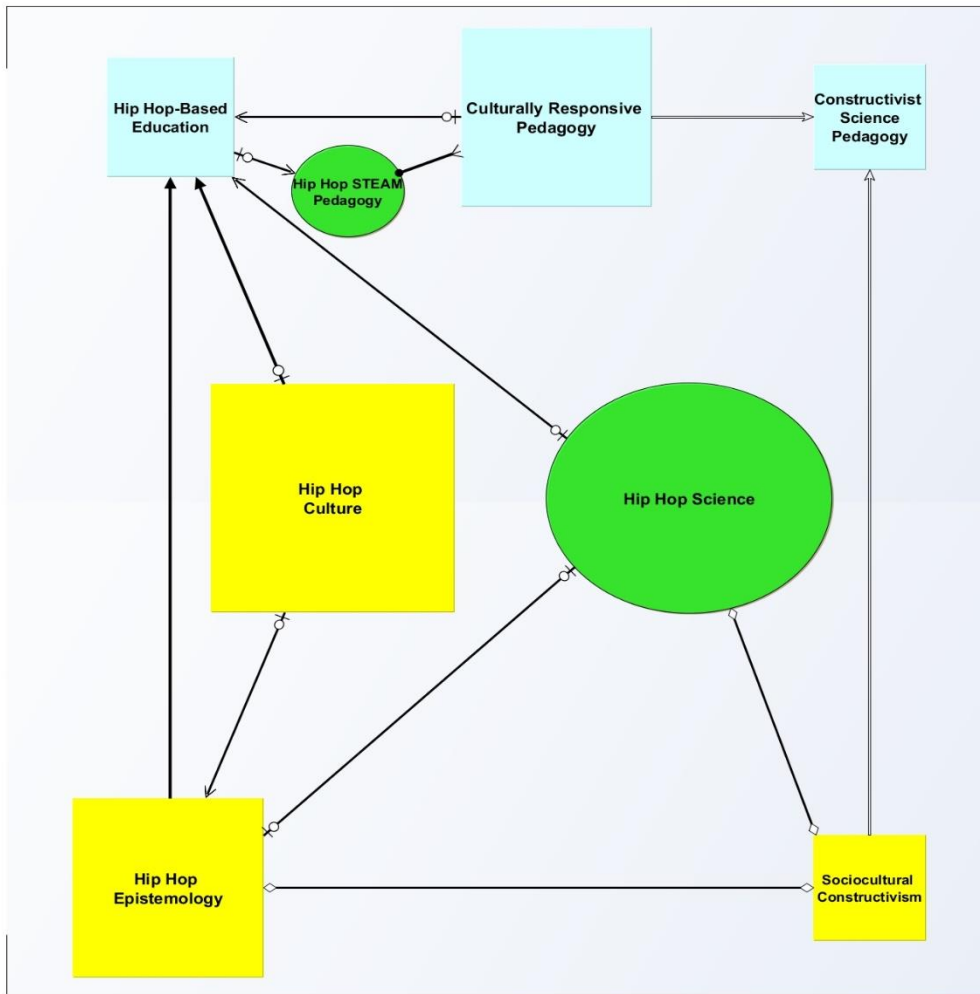 Hip Hop-Based
Education
Culturally Responsive
Pedagogy
Constructivist
Science
Pedagogy
Hip Hop STEAM
Pedagogy
Hip Hop
Culture
Hip Hop Science
Hip Hop
Epistemology
Sociocultural
Constructivism